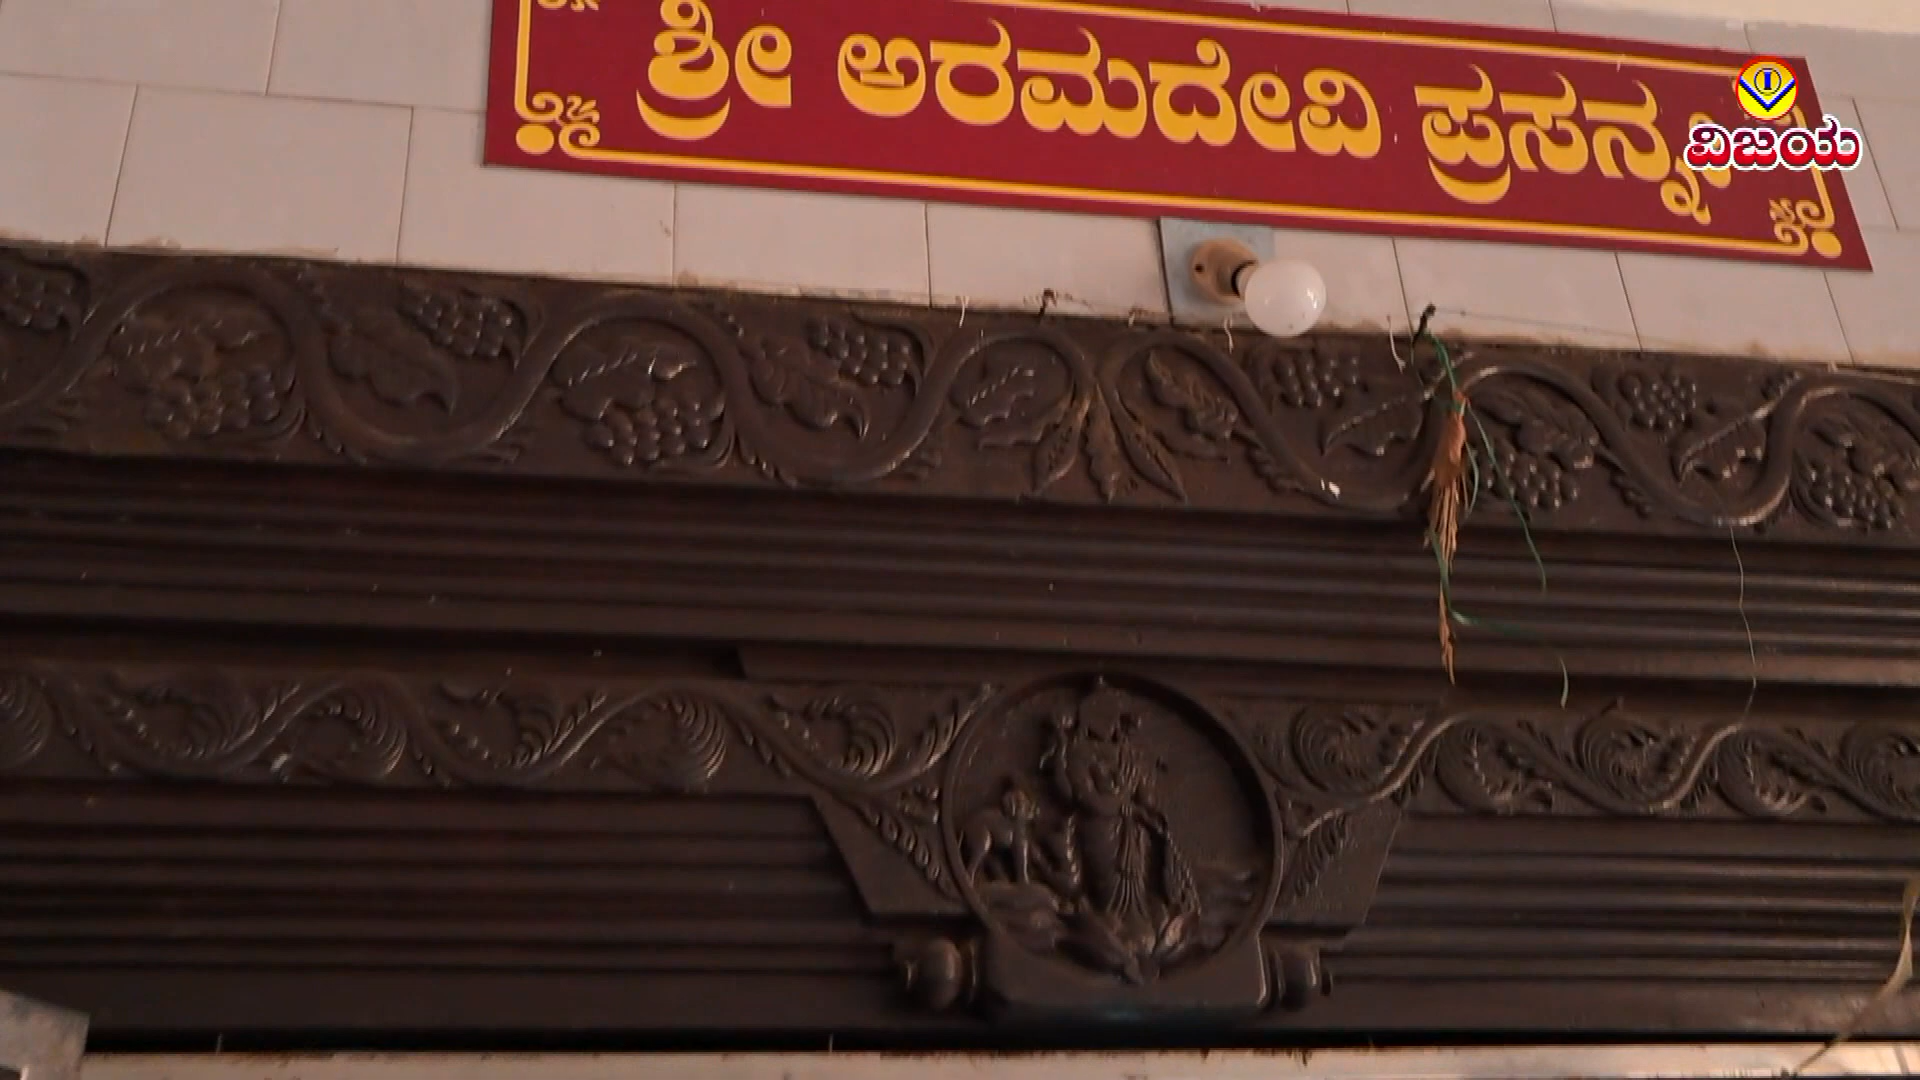 ಶ್ರೀ ಅರಮದೇವಿ ಪ್ರಸನ್ನ
ವಿಜಯ